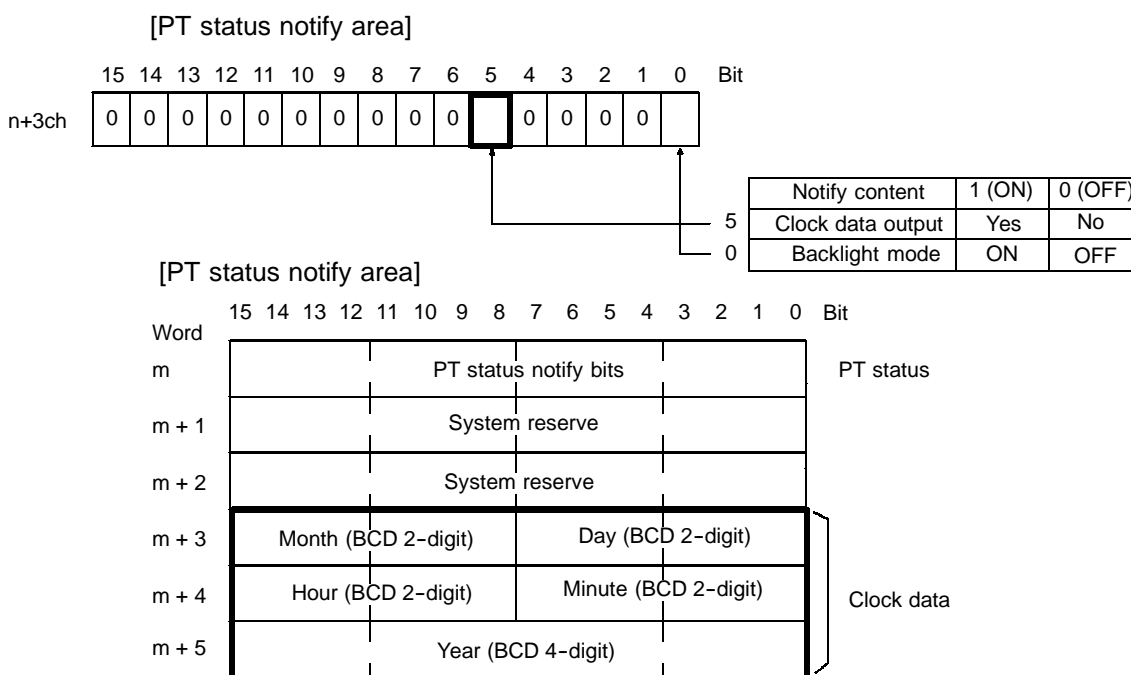 [PT status notify area]
15 14 13 12 11 10 9 8 7 6 5 4 3 2 1 0 Bit
n+3ch 0 0 0 0 0 0 0 0 0 0 0 0 0 0
Notify content 1 (ON) 0 (OFF)
5 Clock data output Yes No
0 Backlight mode ON OFF
[PT status notify area]
15 14 13 12 11 10 9 8 7 6 5 4 3 2 1 0 Bit
Word
m PT status notify bits PT status
m + 1 System reserve
m + 2 System reserve
m + 3 Month (BCD 2-digit) Day (BCD 2-digit)
m + 4 Hour (BCD 2-digit) Minute (BCD 2-digit) Clock data
m + 5 Year (BCD 4-digit)